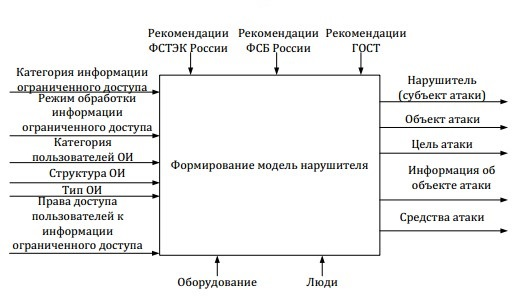 Рекомендации
ФСТЭК России
Рекомендации
ФСБ России
Рекомендации
ГОСТ
Категория информации
ограниченного доступа
Режим обработки
информации
ограниченного доступа
Категория
пользователей ОИ
Структура ОИ
Тип ОИ
Права доступа
пользователей к
информации
ограниченного доступа
Формирование модель нарушителя
Нарушитель
(субъект атаки)
Объект атаки
Цель атаки
Информация об
объекте атаки
Средства атаки
Оборудование
Люди